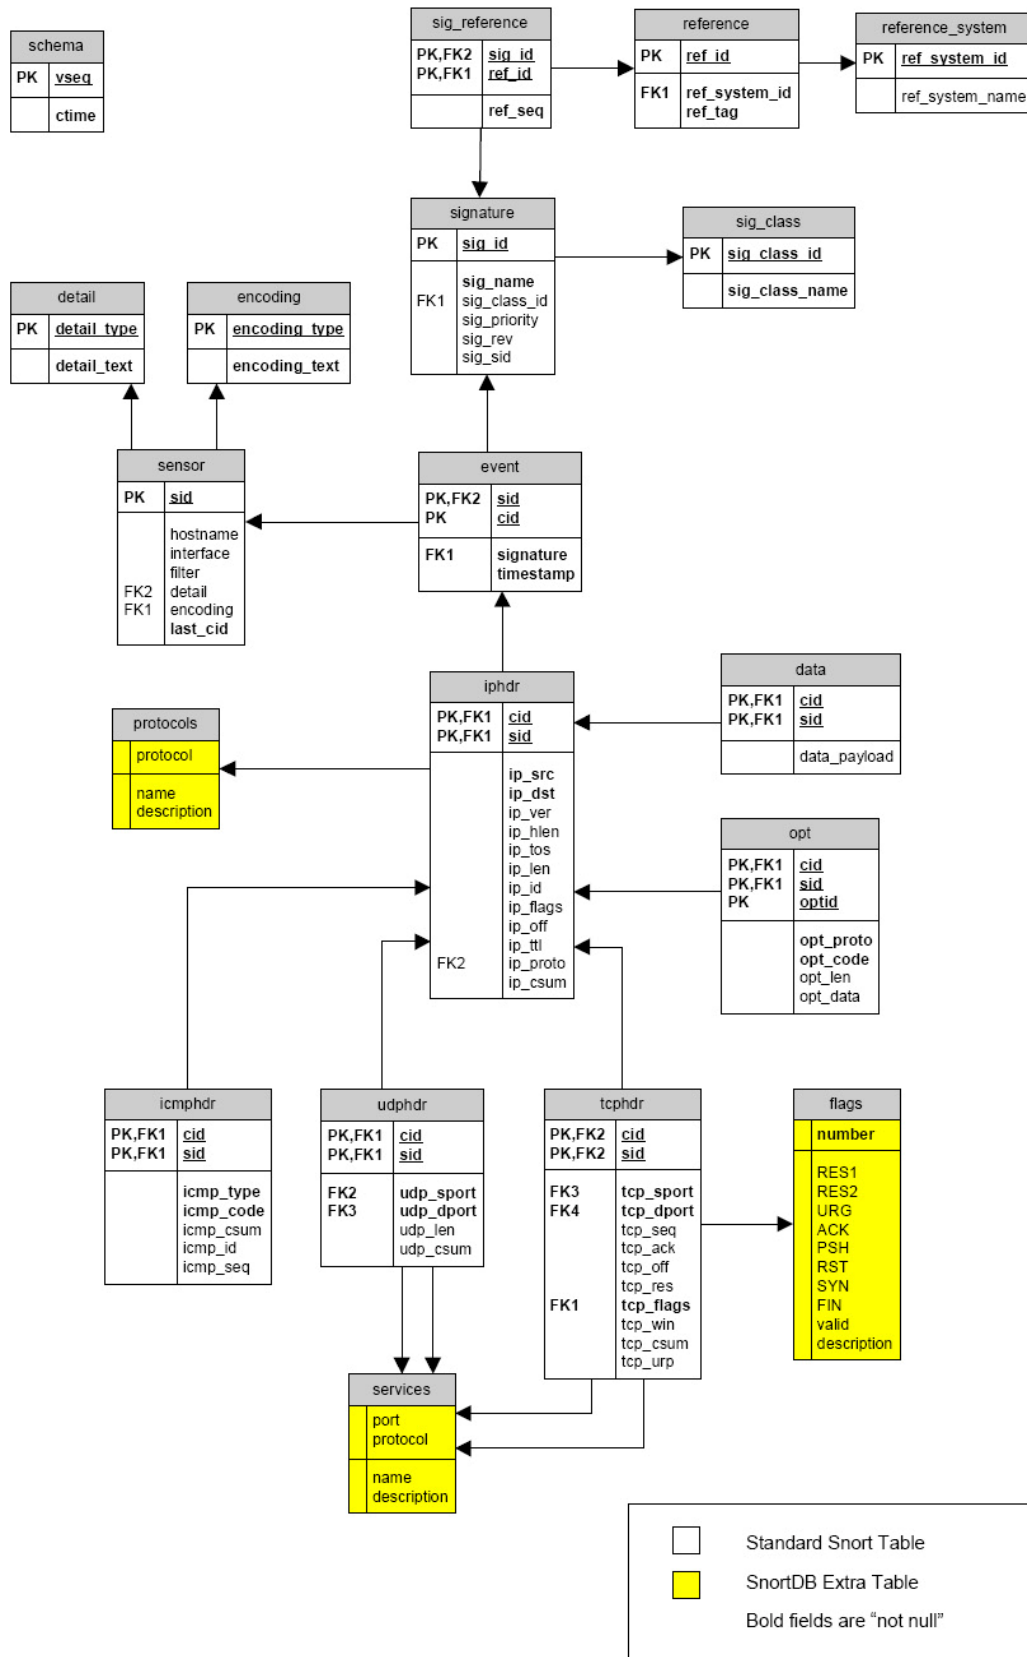 schema
PK vseq
ctime
sig_reference
PK,FK2 sig_id
PK,FK1 ref_id
ref_seq
reference
PK ref_id
FK1 ref_system_id
ref_tag
reference_system
PK ref_system_id
ref_system_name
signature
PK sig_id
sig_name
FK1 sig_class_id
sig_priority
sig_rev
sig_sid
sig_class
PK sig_class_id
sig_class_name
detail
PK detail_type
detail_text
encoding
PK encoding_type
encoding_text
sensor
PK sid
hostname
interface
filter
FK2 detail
FK1 encoding
last_cid
event
PK,FK2 sid
PK cid
FK1 signature
timestamp
protocols
protocol
name
description
iphdr
PK,FK1 cid
PK,FK1 sid
ip_src
ip_dst
ip_ver
ip_hlen
ip_tos
ip_len
ip_id
ip_flags
ip_off
ip_ttl
FK2 ip_proto
ip_csum
data
PK,FK1 cid
PK,FK1 sid
data_payload
opt
PK,FK1 cid
PK,FK1 sid
PK optid
opt_proto
opt_code
opt_len
opt_data
icmphdr
PK,FK1 cid
PK,FK1 sid
icmp_type
icmp_code
icmp_csum
icmp_id
icmp_seq
udphdr
PK,FK1 cid
PK,FK1 sid
FK2 udp_sport
FK3 udp_dport
udp_len
udp_csum
tcphdr
PK,FK2 cid
PK,FK2 sid
FK3 tcp_sport
FK4 tcp_dport
tcp_seq
tcp_ack
tcp_off
tcp_res
FK1 tcp_flags
tcp_win
tcp_csum
tcp_urp
flags
number
RES1
RES2
URG
ACK
PSH
RST
SYN
FIN
valid
description
services
port
protocol
name
description
Standard Snort Table
SnortDB Extra Table
Bold fields are “not null”